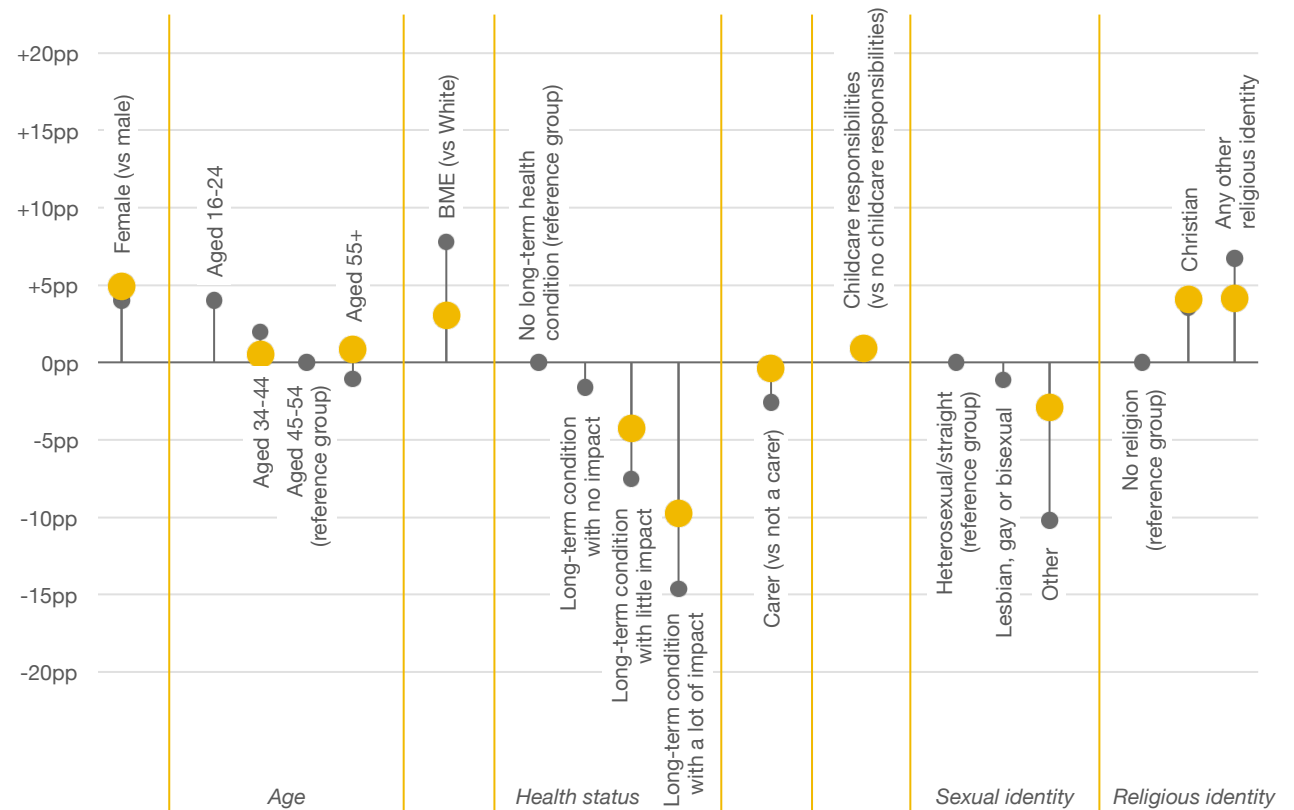 +20pp
+15pp
+10pp
+5pp
0pp
-5pp
-10pp
-15pp
-20pp
Female (vs male)
Aged 16-24
Aged 34-44
Aged 45-54
(reference group)
Aged 55+
BME (vs White)
No long-term health
condition (reference group)
Long-term condition
with no impact
Long-term condition
with little impact
Long-term condition
with a lot of impact
Carer (vs not a carer)
Childcare responsibilities
(vs no childcare responsibilities)
Heterosexual/straight
(reference group)
Lesbian, gay or bisexual
Other
No religion
(reference group)
Christian
Any other
religious identity
Age
Health status
Sexual identity
Religious identity